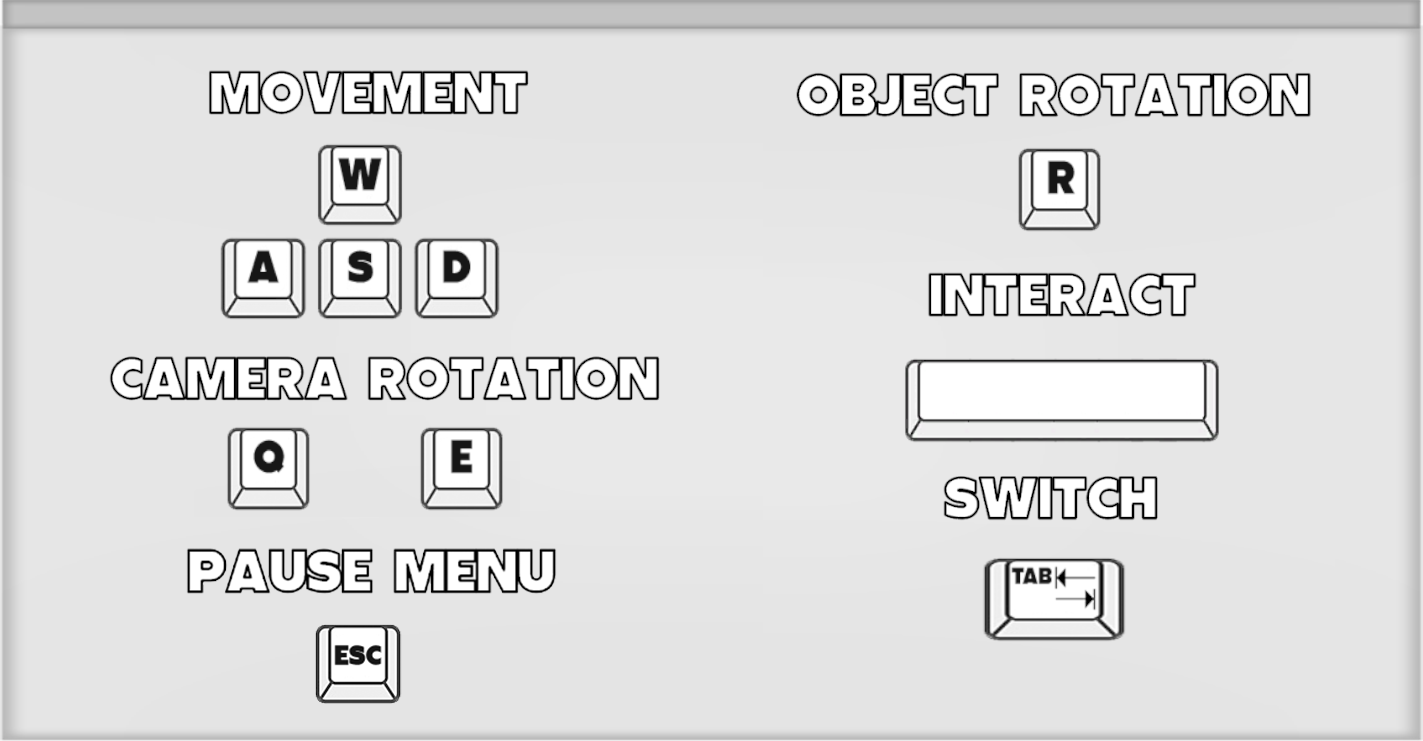 MOVEMENT
W
A S D
CAMERA ROTATION
Q E
PAUSE MENU
ESC
OBJECT ROTATION
R
INTERACT
SWITCH
TAB